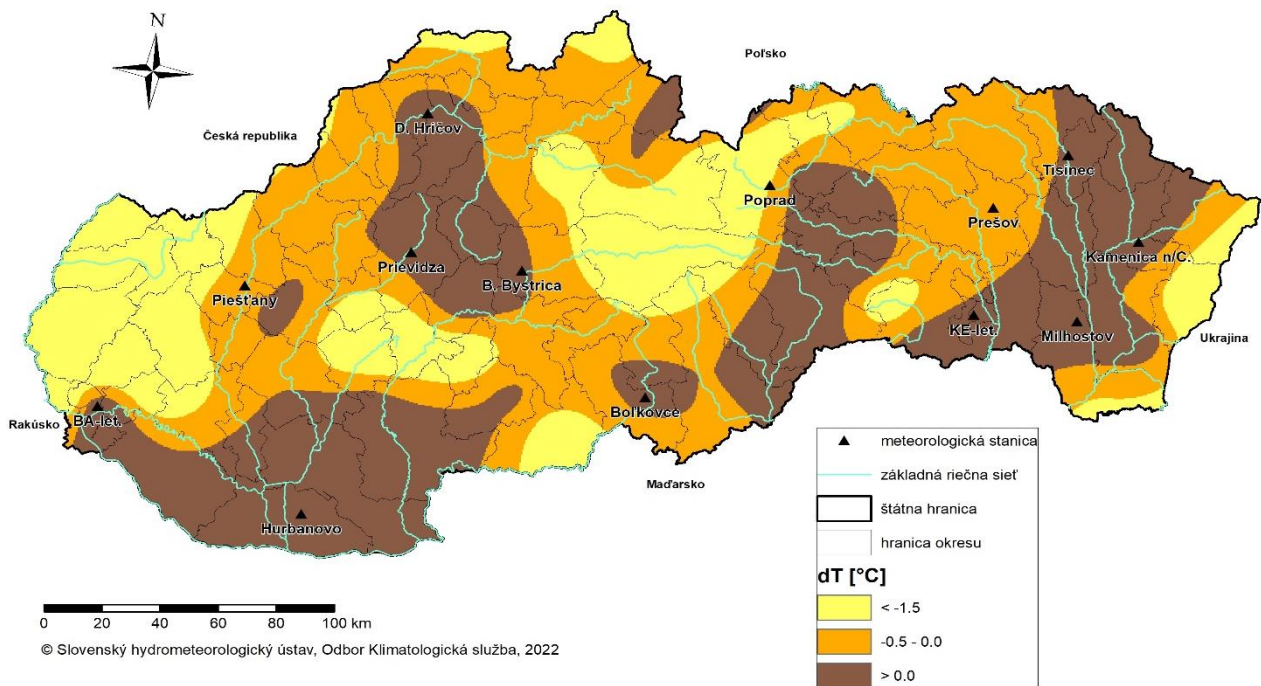 N
Poľsko
Česká republika
D. Hričov
Tisinec
Poprad
Prešov
Kamenica n/C.
Prievidza
B. Bystrica
Piešťany
KE-let.
Milhostov
Ukrajina
Boľkovce
BA-let.
Rakúsko
Maďarsko
Hurbanovo
meteorologická stanica
základná riečna sieť
štátna hranica
hranica okresu
dT [°C]
< -1.5
-0.5 - 0.0
> 0.0
0 20 40 60 80 100 km
© Slovenský hydrometeorologický ústav, Odbor Klimatologická služba, 2022